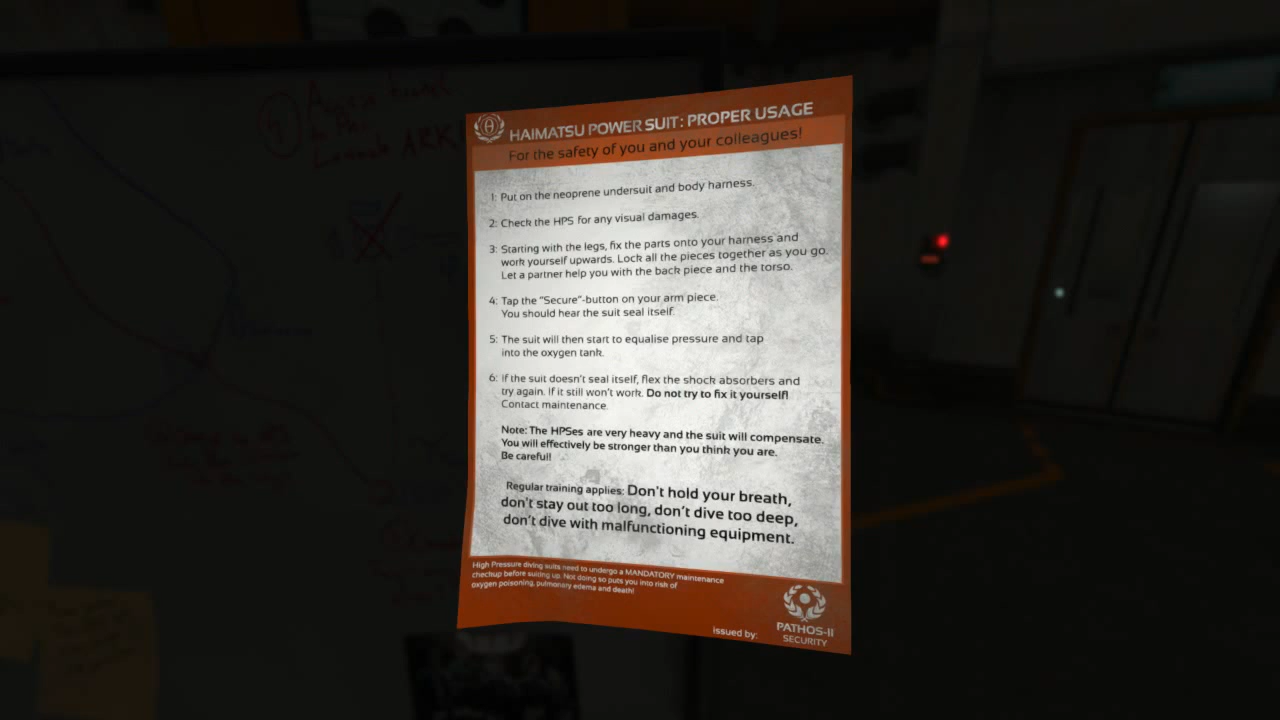 HAIMATSU POWER SUIT: PROPER USAGE
For the safety of you and your colleagues!
1: Put on the neoprene undersuit and body harness.
2: Check the HPS for any visual damages.
3: Starting with the legs, fix the parts onto your harness and
work yourself upwards. Lock all the pieces together as you go.
Let a partner help you with the back piece and the torso.
4: Tap the "Secure"-button on your arm piece.
You should hear the suit seal itself.
5: The suit will then start to equalise pressure and tap
into the oxygen tank.
6: If the suit doesn't seal itself, flex the shock absorbers and
try again. If it still won't work. Do not try to fix it yourself!
Contact maintenance.
Note: The HPSes are very heavy and the suit will compensate.
You will effectively be stronger than you think you are.
Be careful!
Regular training applies: Don't hold your breath,
don't stay out too long, don't dive too deep,
don't dive with malfunctioning equipment.
High Pressure diving suits need to undergo a MANDATORY maintenance
checkup before suiting up. Not doing so puts you into risk of
oxygen poisoning, pulmonary edema and death!
issued by:
PATHOS-II
SECURITY
Access
to the
Launch ARK